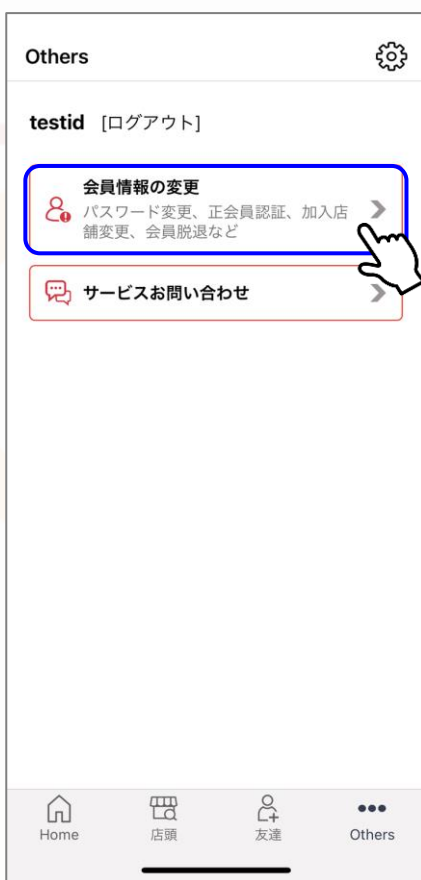 Others
testid [ログアウト]
会員情報の変更
パスワード変更、正会員認証、加入店
舗変更、会員脱退など
サービスお問い合わせ
Home 店頭 友達 Others